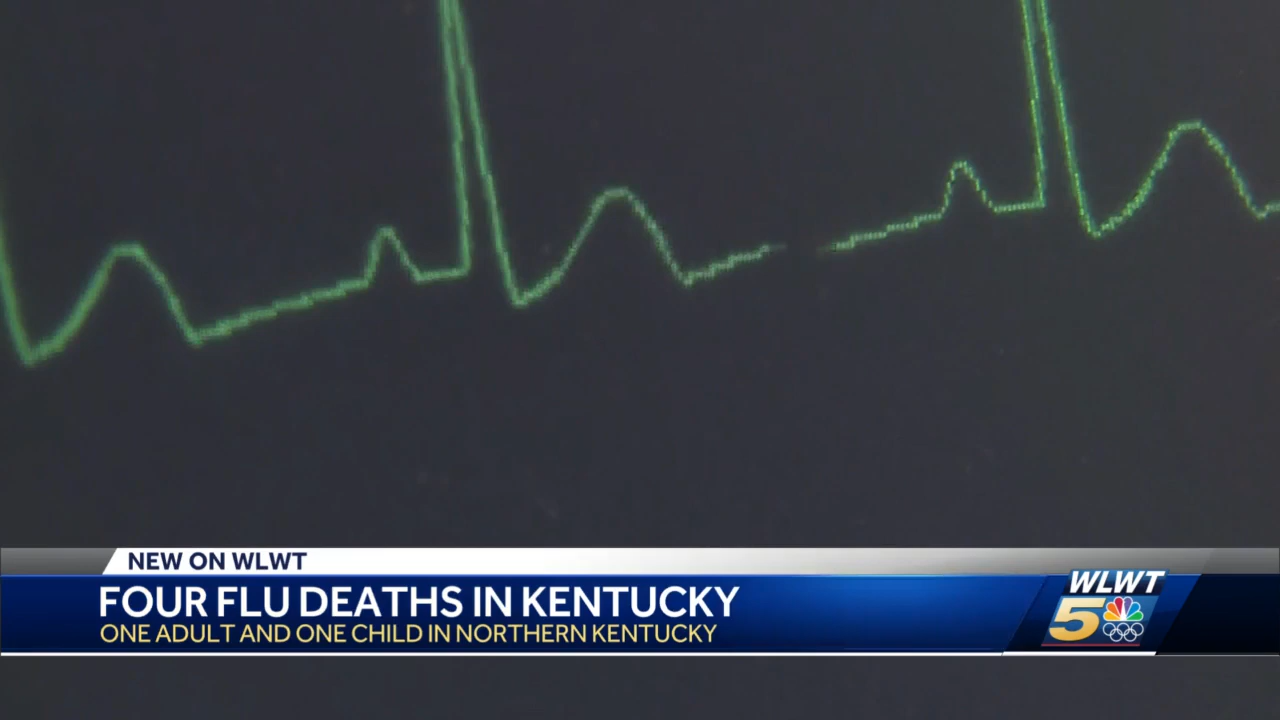 NEW ON WLWT
FOUR FLU DEATHS IN KENTUCKY
ONE ADULT AND ONE CHILD IN NORTHERN KENTUCKY
WLWT
5